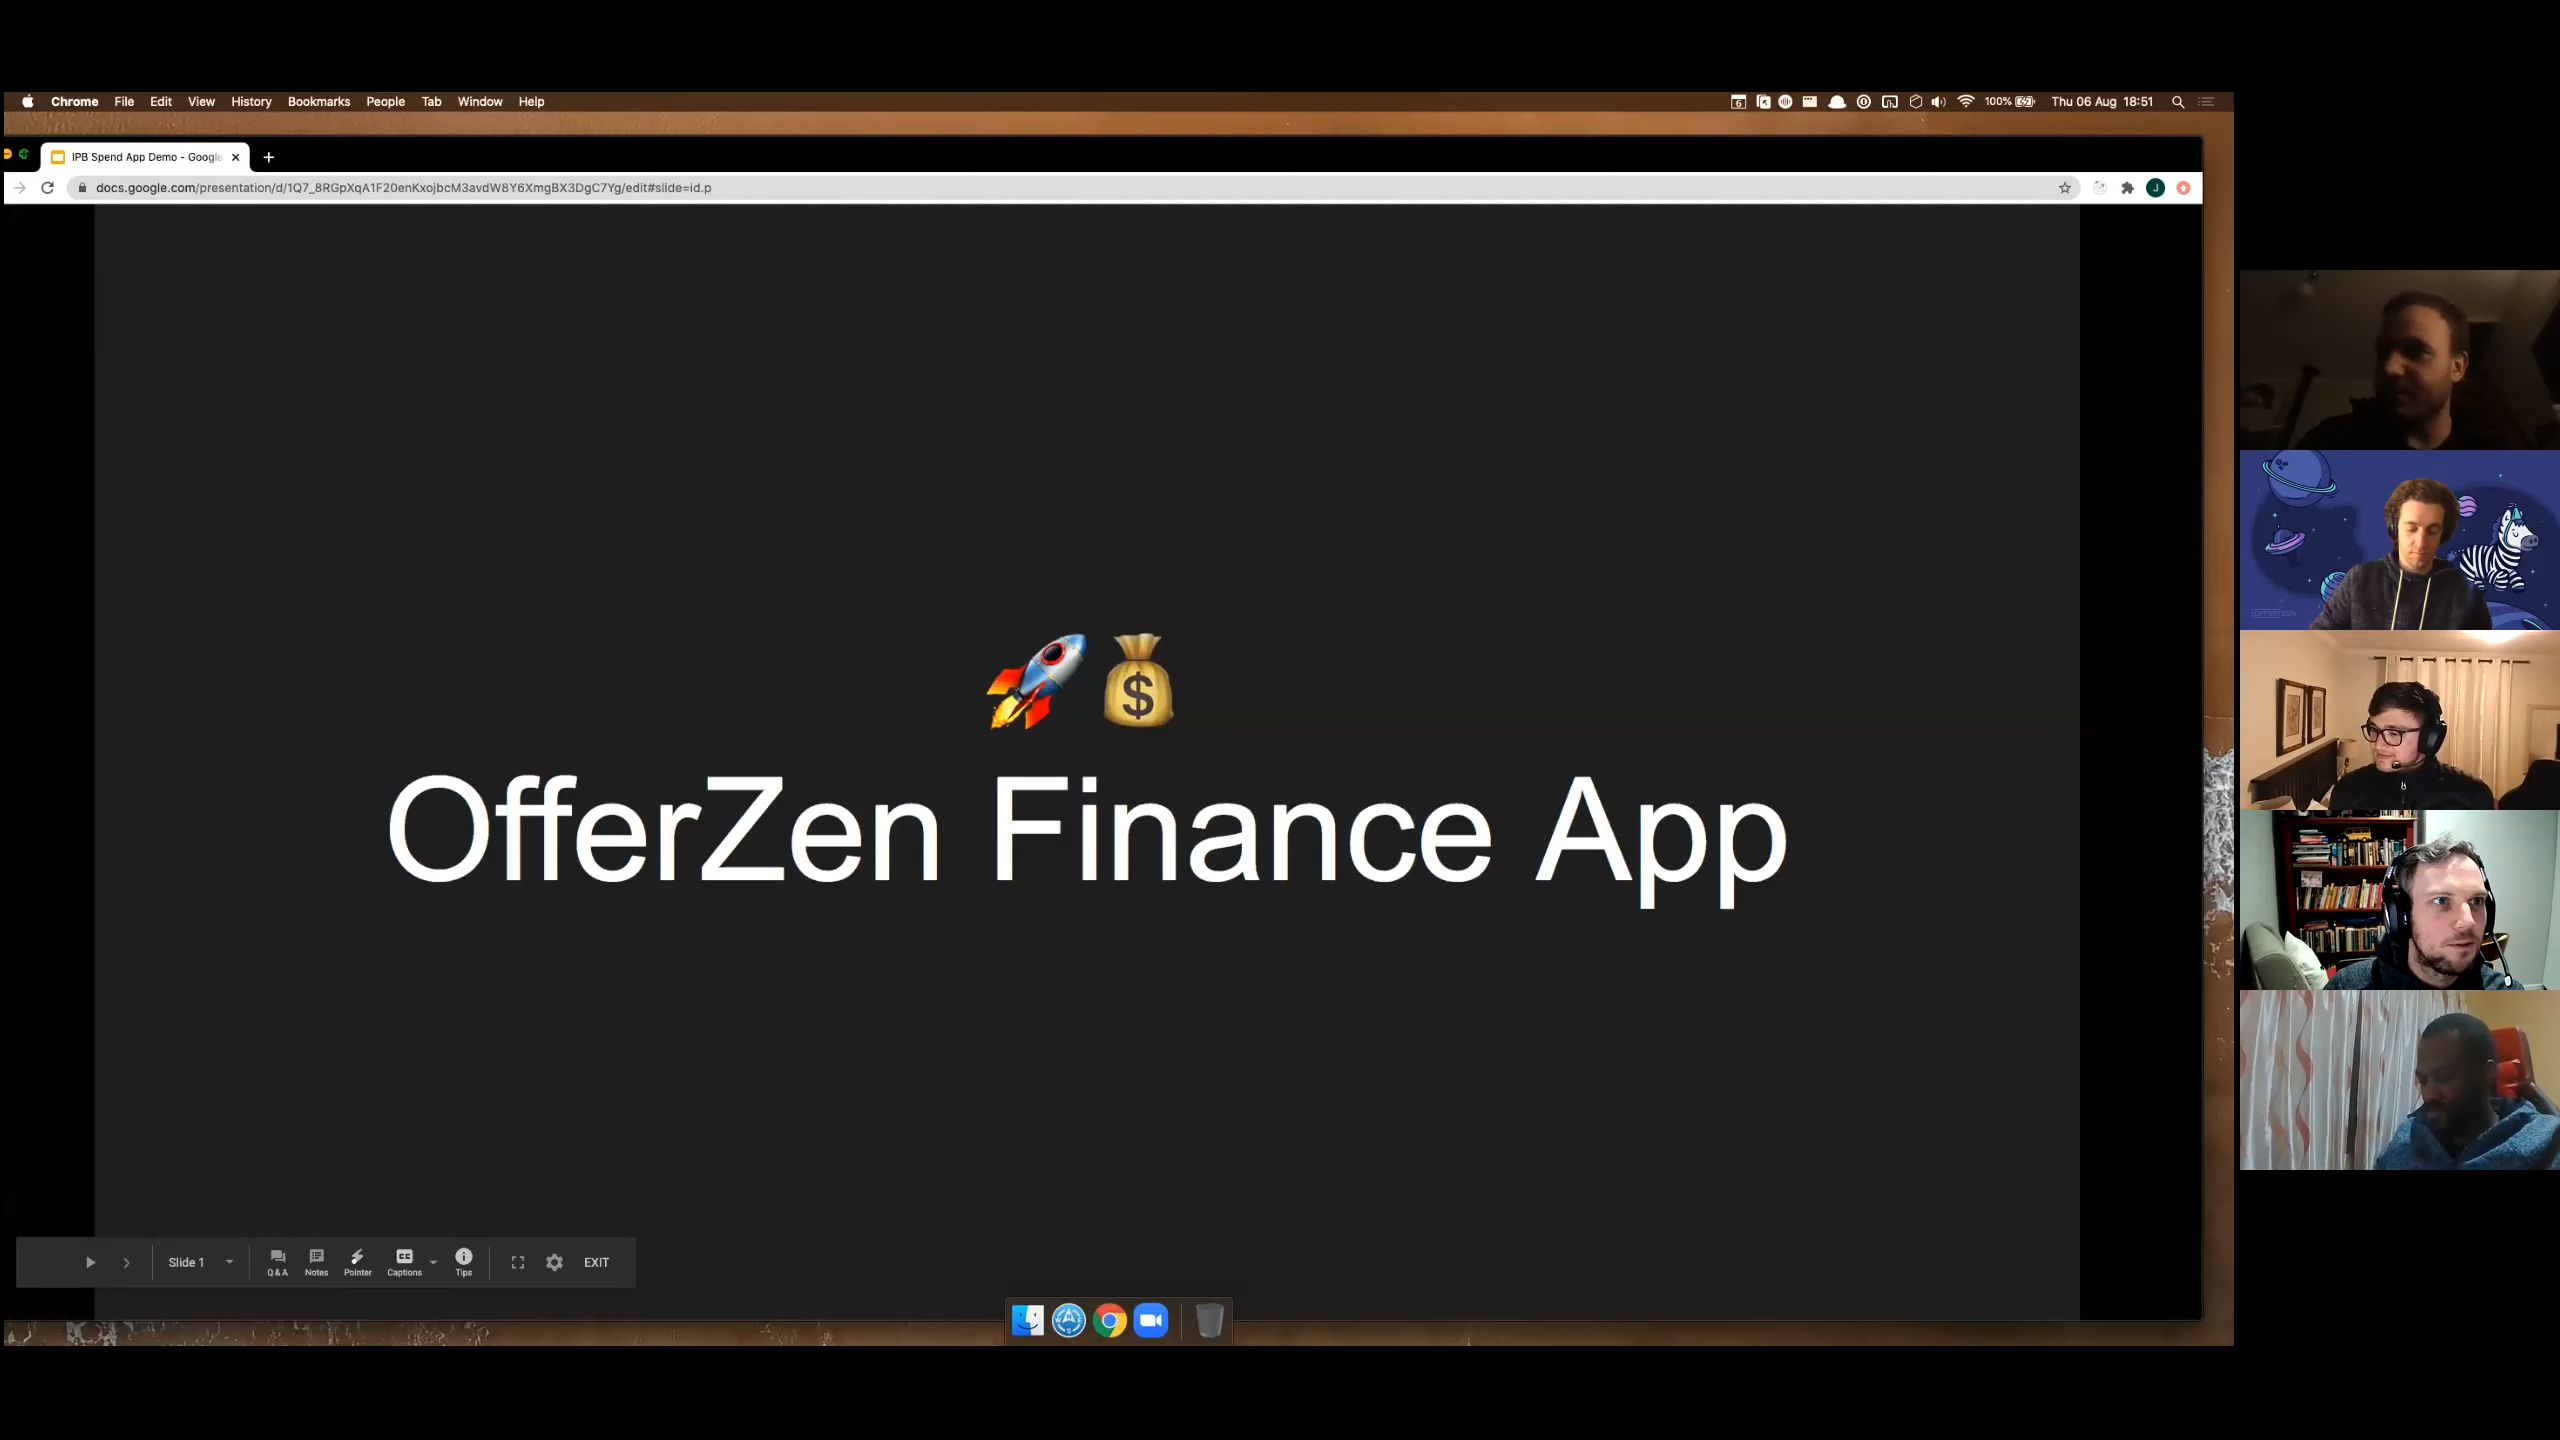 Chrome File Edit View History Bookmarks People Tab Window Help
6 100% Thu 06 Aug 18:51
IPB Spend App Demo - Google
docs.google.com/presentation/d/1Q7_8RGpXqA1F20enKxojbcM3avdW8Y6XmgBX3DgC7Yg/edit#slide=id.p
J
$
OfferZen Finance App
OFFERZEN
Slide 1 Q & A Notes Pointer Captions Tips EXIT